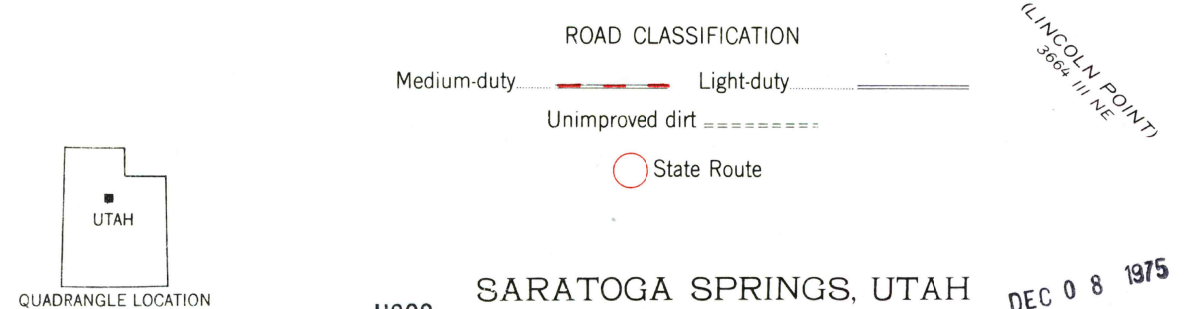 ROAD CLASSIFICATION
Medium-duty Light-duty
Unimproved dirt
State Route
(LINCOLN POINT)
3664 III NE
UTAH
QUADRANGLE LOCATION
SARATOGA SPRINGS, UTAH
DEC 0 8 1975